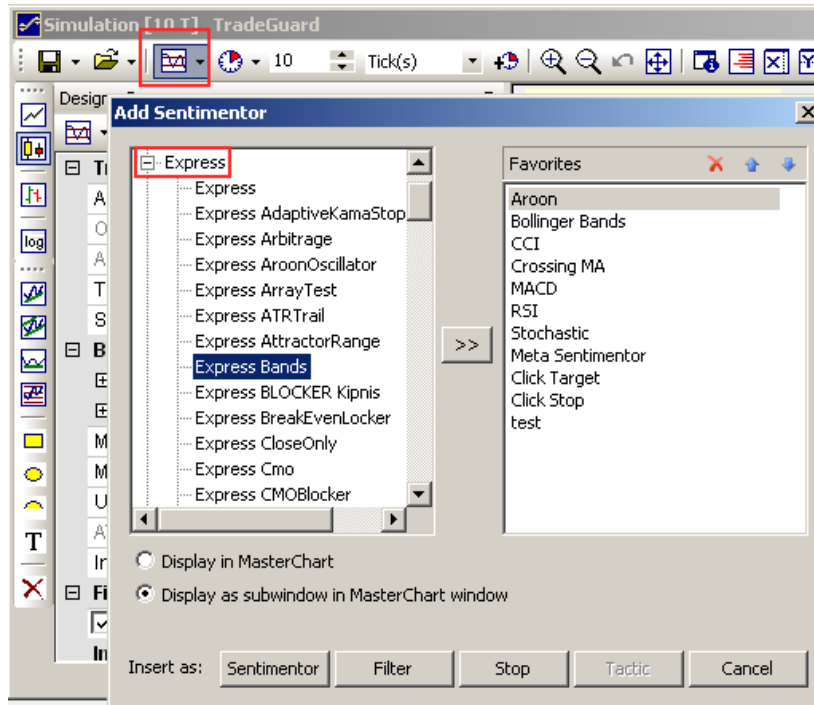 Simulation [10 T] TradeGuard
10 Tick(s)
Design
Add Sentimentor
Express
Express
Express AdaptiveKamaStop
Express Arbitrage
Express AroonOscillator
Express ArrayTest
Express ATRTrail
Express AttractorRange
Express Bands
Express BLOCKER Kipnis
Express BreakEvenLocker
Express CloseOnly
Express Cmo
Express CMOBlocker
>>
Favorites
Aroon
Bollinger Bands
CCI
Crossing MA
MACD
RSI
Stochastic
Meta Sentimentor
Click Target
Click Stop
test
log
T
Display in MasterChart
Display as subwindow in MasterChart window
Insert as: Sentimentor Filter Stop Tactic Cancel